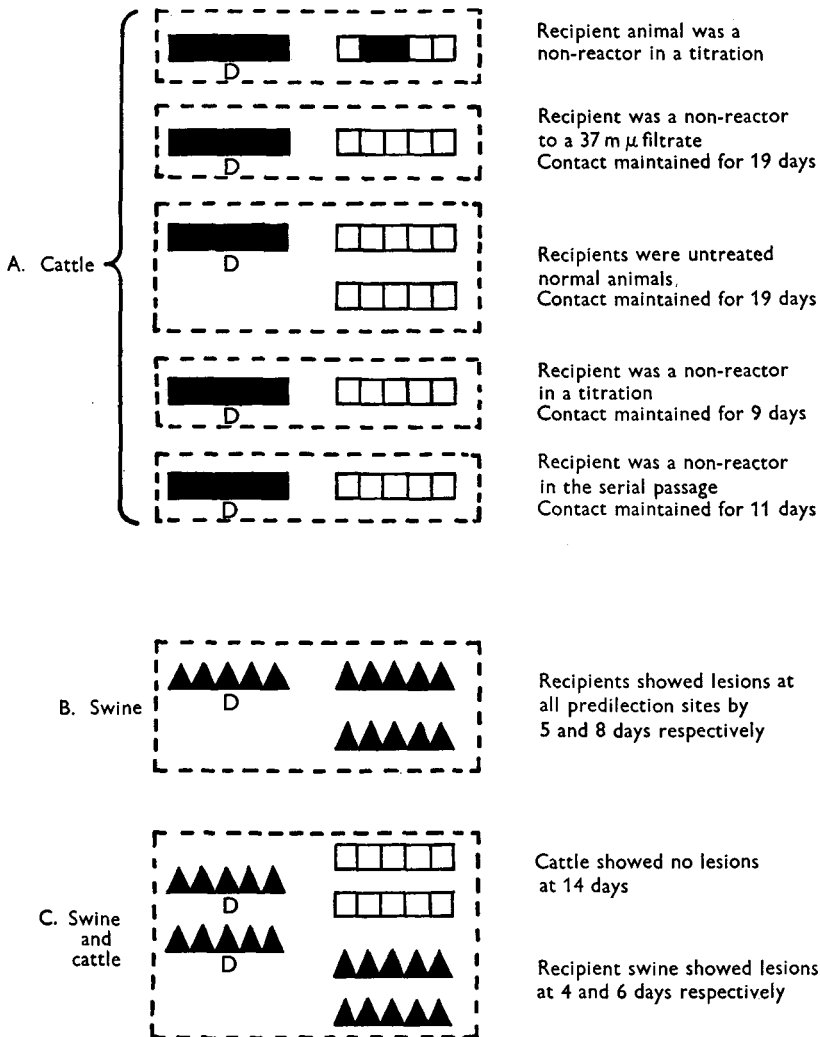 Recipient animal was a
non-reactor in a titration
D
Recipient was a non-reactor
to a 37 m μ filtrate
Contact maintained for 19 days
D
A. Cattle
D
Recipients were untreated
normal animals.
Contact maintained for 19 days
Recipient was a non-reactor
in a titration
Contact maintained for 9 days
D
Recipient was a non-reactor
in the serial passage
Contact maintained for 11 days
D
B. Swine
D
Recipients showed lesions at
all predilection sites by
5 and 8 days respectively
C. Swine
and
cattle
D
D
Cattle showed no lesions
at 14 days
Recipient swine showed lesions
at 4 and 6 days respectively